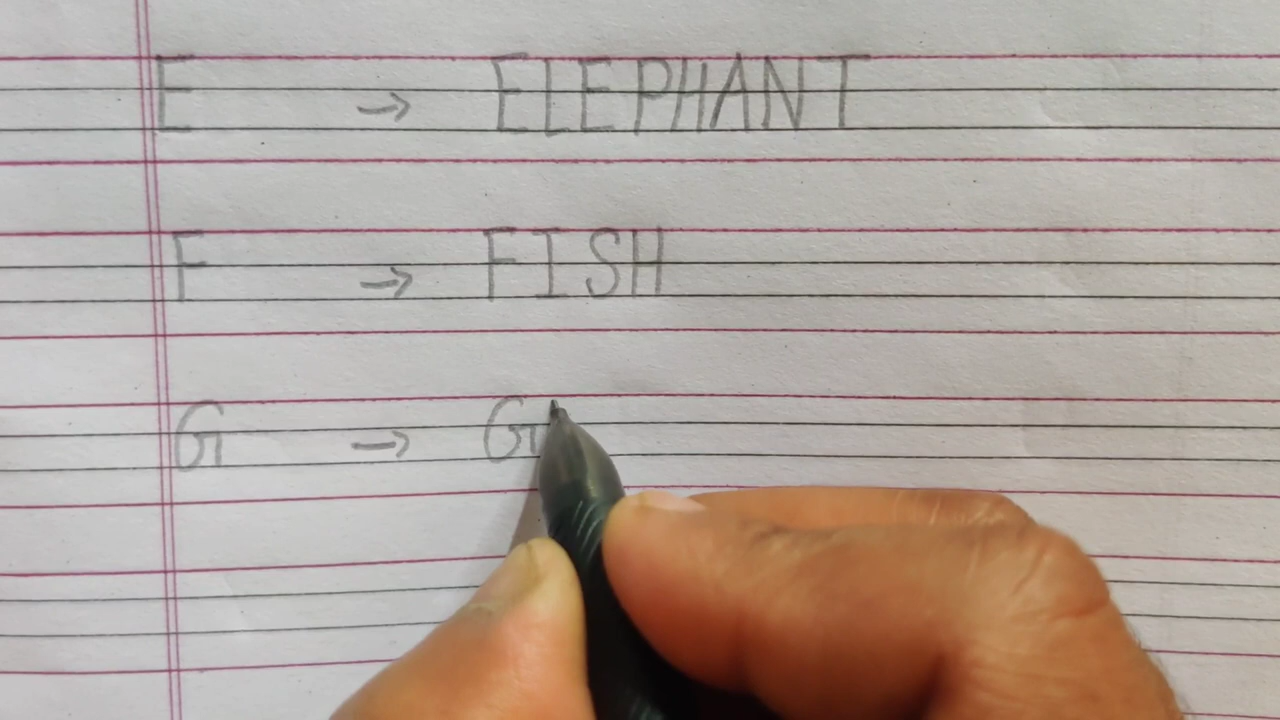 E → ELEPHANT
F → FISH
G → G